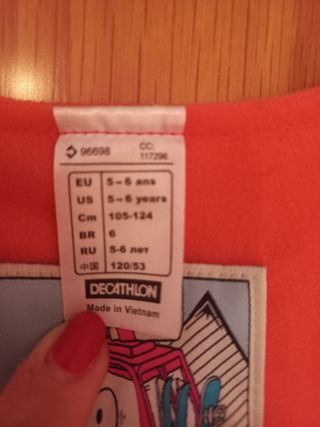 96698 CC:
117296
EU 5-6 ans
US 5-6 years
Cm 105-124
BR 6
RU 5-6 лет
中国 120/53
DECATHLON
Made in Vietnam